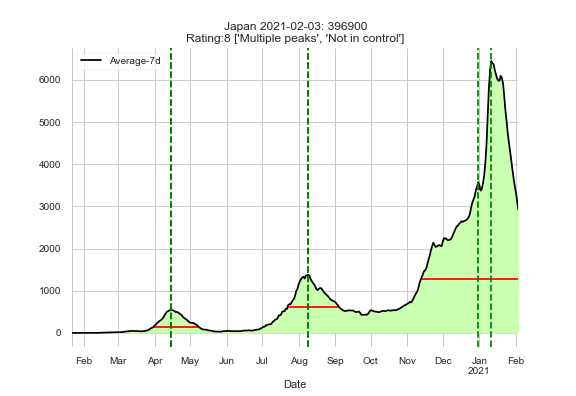 Japan 2021-02-03: 396900
Rating:8 ['Multiple peaks', 'Not in control']
Average-7d
6000
5000
4000
3000
2000
1000
0
Feb Mar Apr May Jun Jul Aug Sep Oct Nov Dec Jan Feb
2021
Date